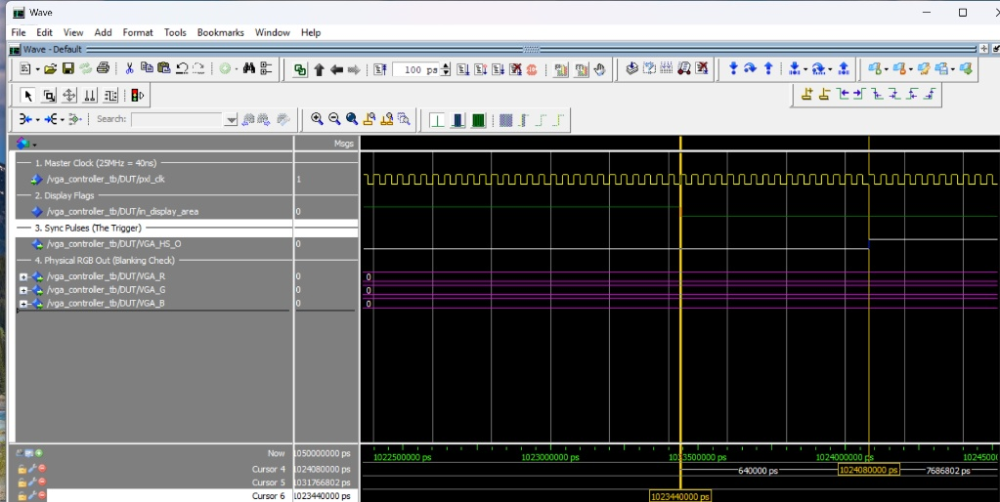 Wave
File Edit View Add Format Tools Bookmarks Window Help
Wave - Default
100 ps
Search:
Msgs
1. Master Clock (25MHz = 40ns)
/vga_controller_tb/DUT/pxl_clk 1
2. Display Flags
/vga_controller_tb/DUT/in_display_area 0
3. Sync Pulses (The Trigger)
/vga_controller_tb/DUT/VGA_HS_O 0
4. Physical RGB Out (Blanking Check)
/vga_controller_tb/DUT/VGA_R 0 0
/vga_controller_tb/DUT/VGA_G 0 0
/vga_controller_tb/DUT/VGA_B 0 0
Now 1050000000 ps 1022500000 ps 1023000000 ps 1023500000 ps 1024000000 ps 10245000
Cursor 4 1024080000 ps 640000 ps 1024080000 ps 7686802 ps
Cursor 5 1031766802 ps
Cursor 6 1023440000 ps 1023440000 ps